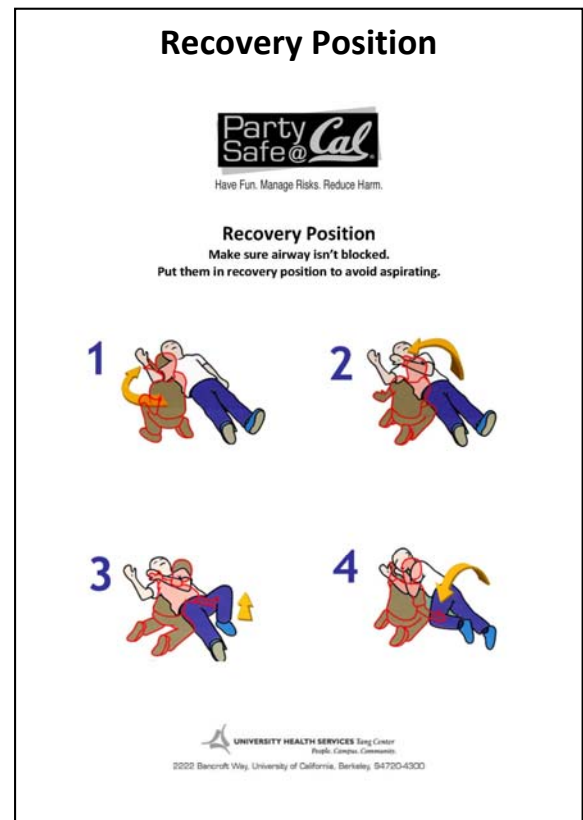 Recovery Position
Party
Safe@Cal
Have Fun. Manage Risks. Reduce Harm.
Recovery Position
Make sure airway isn't blocked.
Put them in recovery position to avoid aspirating.
1
2
3
4
UNIVERSITY HEALTH SERVICES Tang Center
People. Campus. Community.
2222 Bancroft Way, University of California, Berkeley, 94720-4300